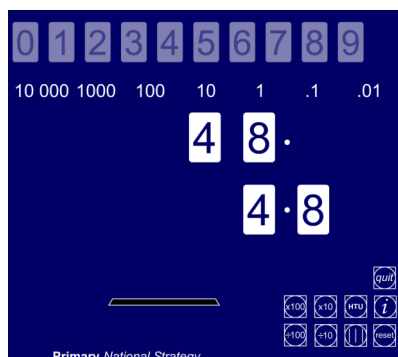 0 1 2 3 4 5 6 7 8 9
10 000 1000 100 10 1 .1 .01
4 8 .
4 . 8
quit
x100 x10 HTU i
÷100 ÷10 reset
Primary National Strategy